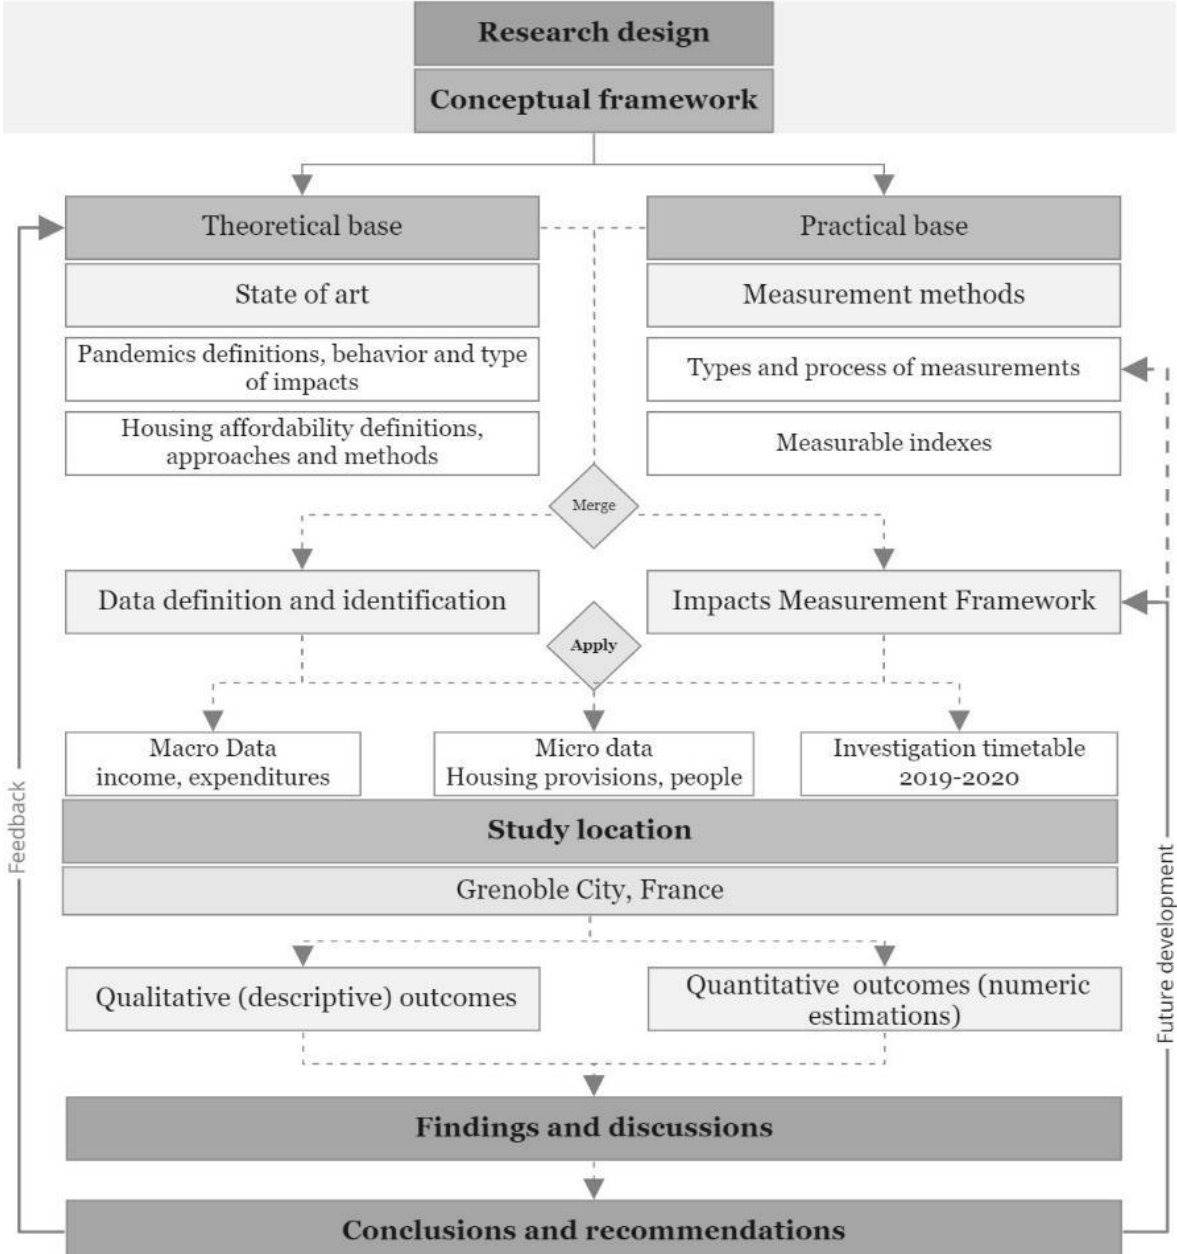 Research design
Conceptual framework
Theoretical base
Practical base
State of art
Measurement methods
Pandemics definitions, behavior and type
of impacts
Types and process of measurements
Housing affordability definitions,
approaches and methods
Measurable indexes
Merge
Data definition and identification
Impacts Measurement Framework
Apply
Macro Data
income, expenditures
Micro data
Housing provisions, people
Investigation timetable
2019-2020
Study location
Grenoble City, France
Feedback
Future development
Qualitative (descriptive) outcomes
Quantitative outcomes (numeric
estimations)
Findings and discussions
Conclusions and recommendations